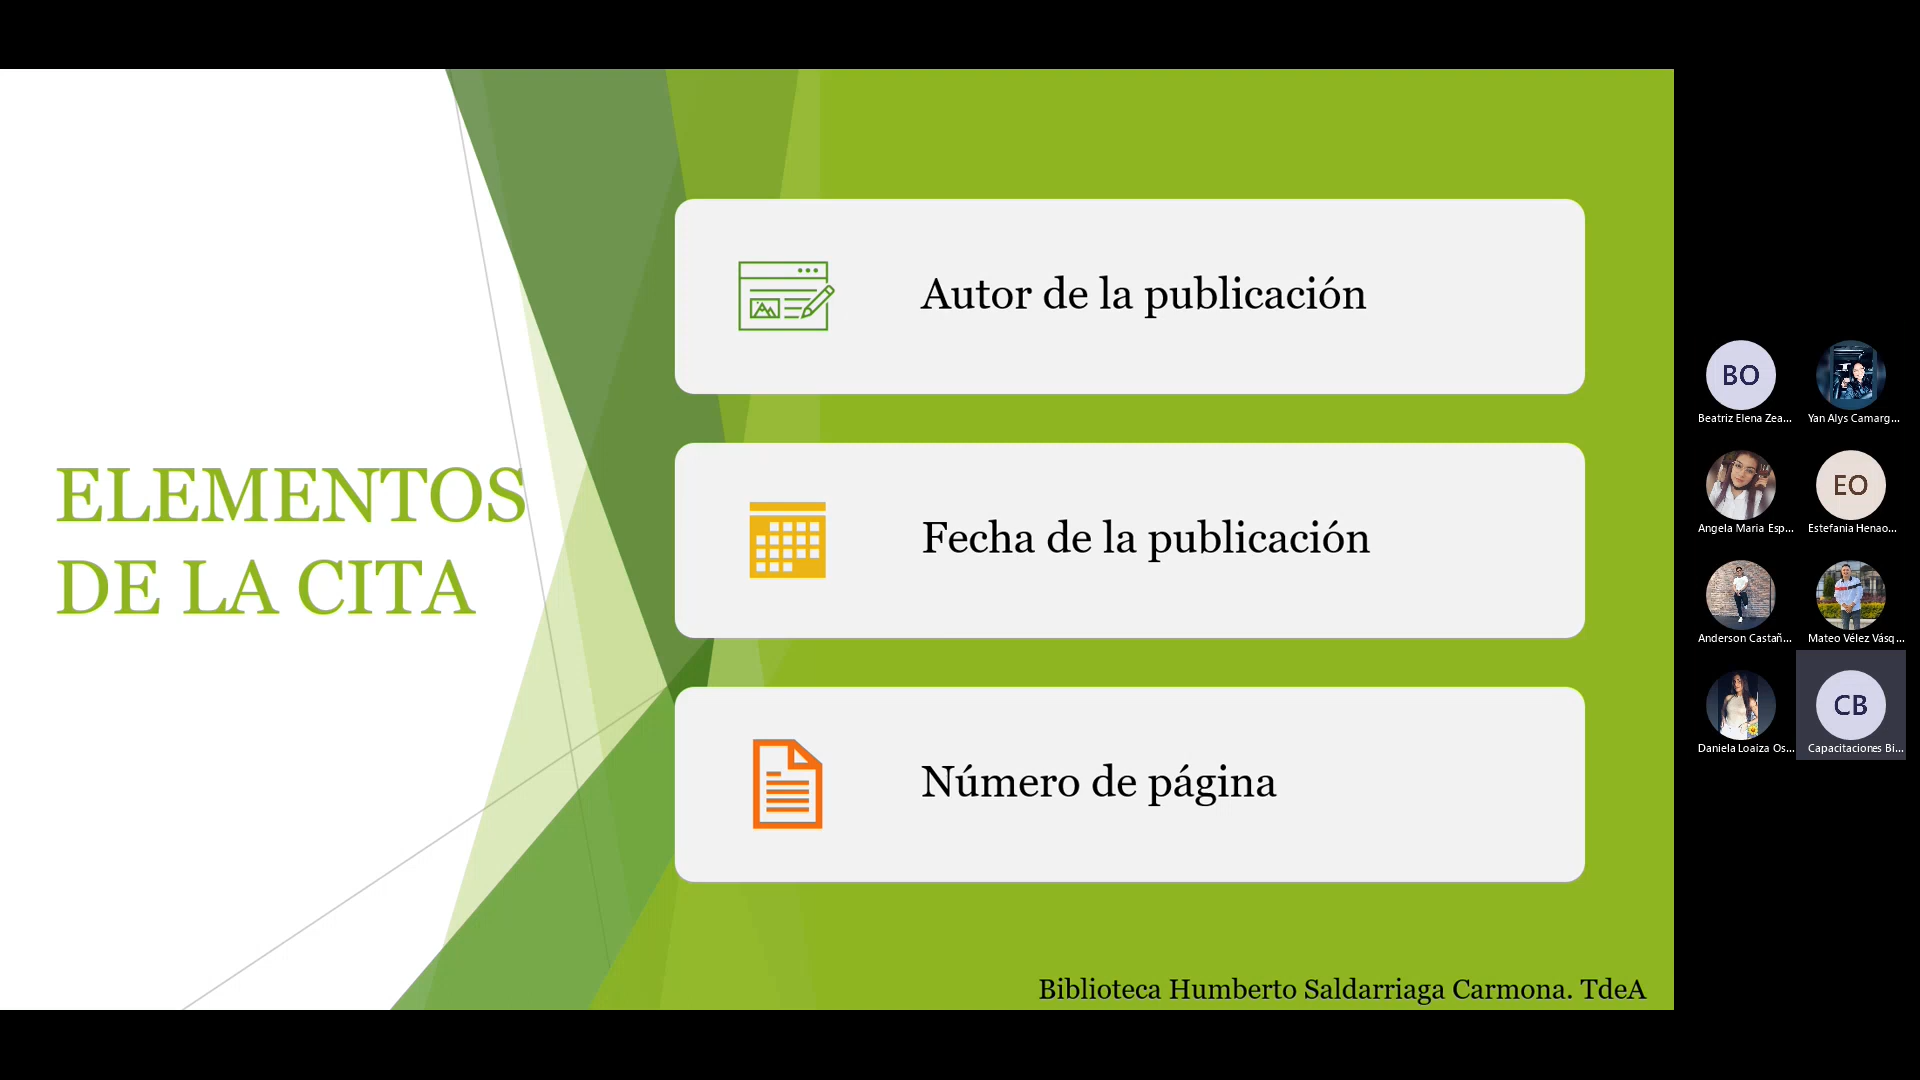 ELEMENTOS
DE LA CITA
Autor de la publicación
Fecha de la publicación
Número de página
Biblioteca Humberto Saldarriaga Carmona. TdeA
BO
Beatriz Elena Zea...
Yan Alys Camarg...
Angela Maria Esp...
EO
Estefania Henao...
Anderson Castañ...
Mateo Vélez Vásq...
Daniela Loaiza Os...
CB
Capacitaciones Bi...